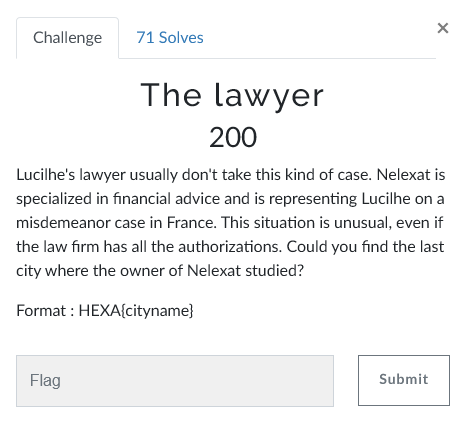 Challenge
71 Solves
×
The lawyer
200
Lucilhe's lawyer usually don't take this kind of case. Nelexat is
specialized in financial advice and is representing Lucilhe on a
misdemeanor case in France. This situation is unusual, even if
the law firm has all the authorizations. Could you find the last
city where the owner of Nelexat studied?
Format : HEXA{cityname}
Flag
Submit